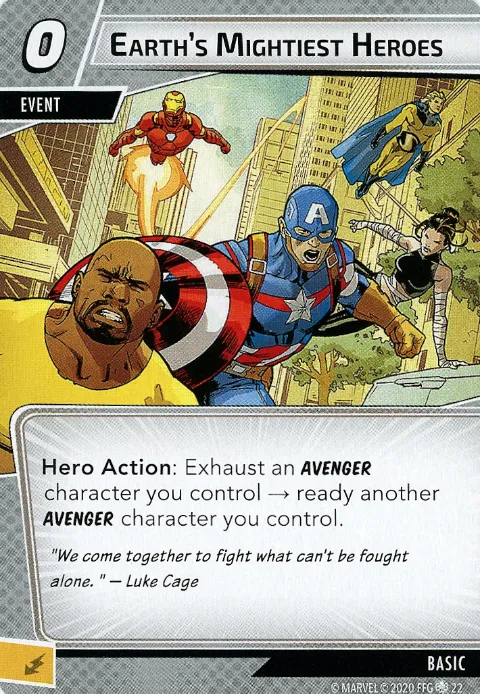 0
EARTH'S MIGHTIEST HEROES
EVENT
A
Hero Action: Exhaust an AVENGER
character you control → ready another
AVENGER character you control.
"We come together to fight what can't be fought
alone." — Luke Cage
BASIC
© MARVEL © 2020 FFG 22